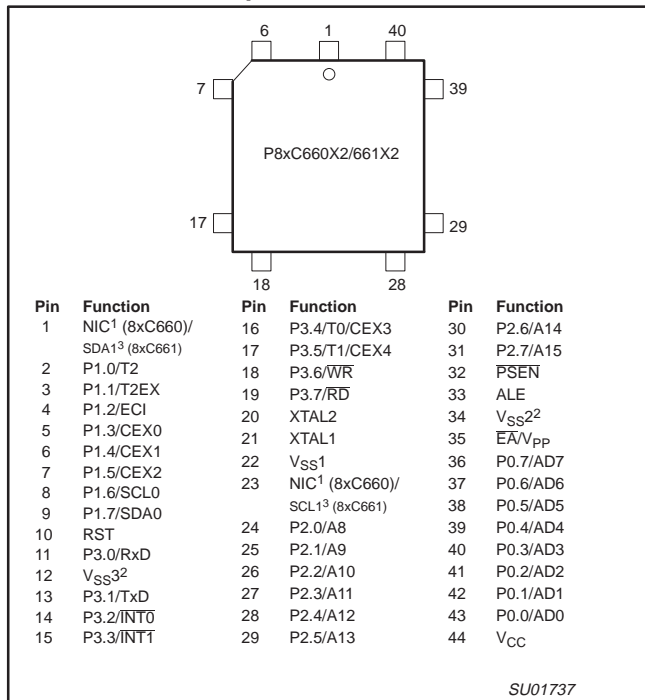 6 1 40
7 39
P8xC660X2/661X2
17 29
18 28
Pin Function
1 NIC1 (8xC660)/
SDA13 (8xC661)
2 P1.0/T2
3 P1.1/T2EX
4 P1.2/ECI
5 P1.3/CEX0
6 P1.4/CEX1
7 P1.5/CEX2
8 P1.6/SCL0
9 P1.7/SDA0
10 RST
11 P3.0/RxD
12 VSS32
13 P3.1/TxD
14 P3.2/INT0
15 P3.3/INT1
Pin Function
16 P3.4/T0/CEX3
17 P3.5/T1/CEX4
18 P3.6/WR
19 P3.7/RD
20 XTAL2
21 XTAL1
22 VSS1
23 NIC1 (8xC660)/
SCL13 (8xC661)
24 P2.0/A8
25 P2.1/A9
26 P2.2/A10
27 P2.3/A11
28 P2.4/A12
29 P2.5/A13
Pin Function
30 P2.6/A14
31 P2.7/A15
32 PSEN
33 ALE
34 VSS22
35 EA/VPP
36 P0.7/AD7
37 P0.6/AD6
38 P0.5/AD5
39 P0.4/AD4
40 P0.3/AD3
41 P0.2/AD2
42 P0.1/AD1
43 P0.0/AD0
44 VCC
SU01737